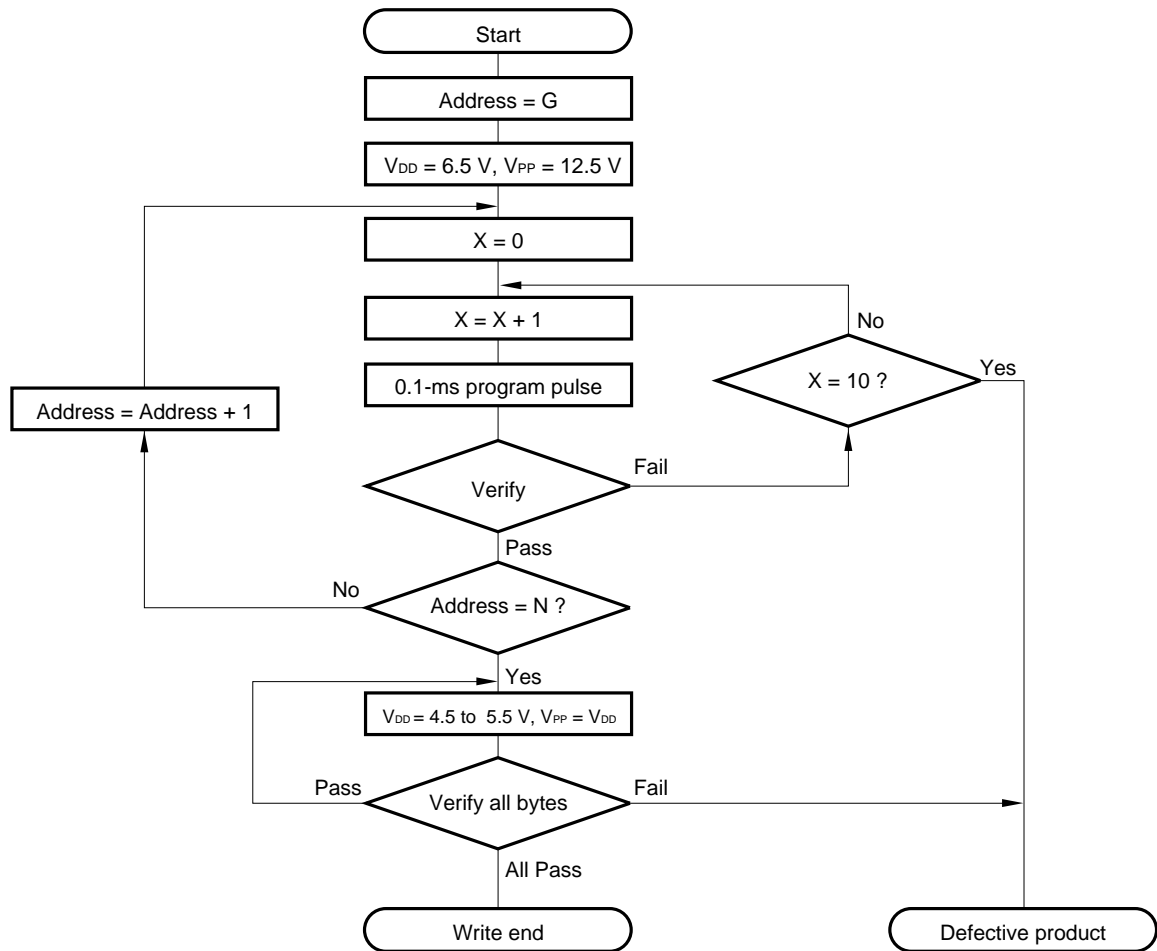 Start
Address = G
VDD = 6.5 V, VPP = 12.5 V
X = 0
X = X + 1
No
X = 10 ?
Yes
0.1-ms program pulse
Address = Address + 1
Verify
Fail
Pass
No
Address = N ?
Yes
VDD = 4.5 to 5.5 V, VPP = VDD
Pass
Verify all bytes
Fail
All Pass
Write end
Defective product